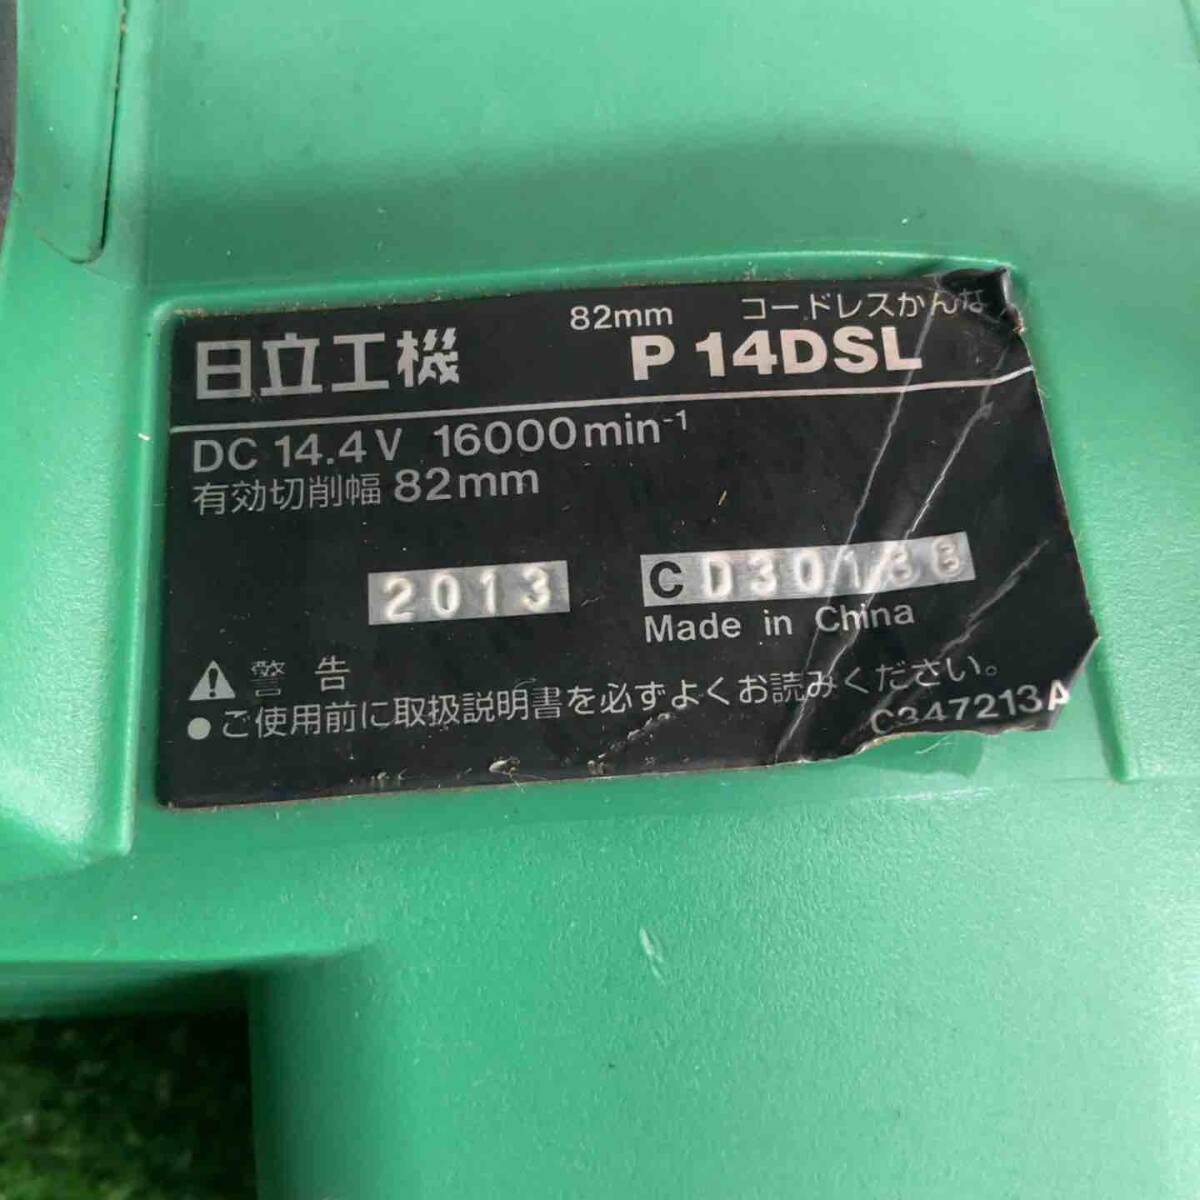 82mm コードレスかんな
日立工機 P 14DSL
DC 14.4V 16000min⁻¹
有効切削幅 82mm
2013 C
Made in China
⚠ 警告
●ご使用前に取扱説明書を必ずよくお読みください。
C347213A